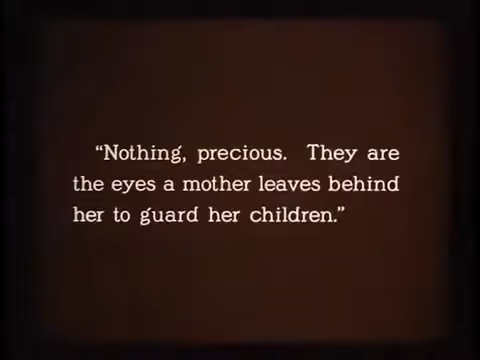 “Nothing, precious. They are
the eyes a mother leaves behind
her to guard her children.”